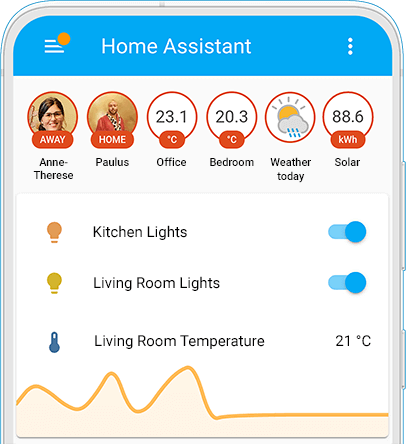 Home Assistant
23.1 20.3 88.6
AWAY HOME °C °C kWh
Anne- Paulus Office Bedroom Weather Solar
Therese today
Kitchen Lights
Living Room Lights
Living Room Temperature 21 °C